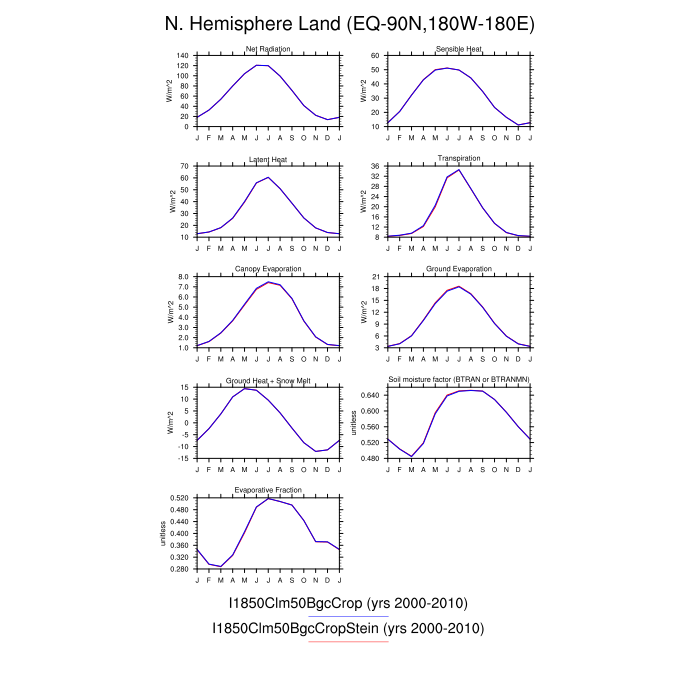 N. Hemisphere Land (EQ-90N,180W-180E)
Net Radiation
Sensible Heat
W/m^2
140
120
100
80
60
40
20
0
J F M A M J J A S O N D J
W/m^2
60
50
40
30
20
10
J F M A M J J A S O N D J
Latent Heat
Transpiration
W/m^2
70
60
50
40
30
20
10
J F M A M J J A S O N D J
W/m^2
36
32
28
24
20
16
12
8
J F M A M J J A S O N D J
Canopy Evaporation
Ground Evaporation
W/m^2
8.0
7.0
6.0
5.0
4.0
3.0
2.0
1.0
J F M A M J J A S O N D J
W/m^2
21
18
15
12
9
6
3
J F M A M J J A S O N D J
Ground Heat + Snow Melt
Soil moisture factor (BTRAN or BTRANMN)
W/m^2
15
10
5
0
-5
-10
-15
J F M A M J J A S O N D J
unitless
0.640
0.600
0.560
0.520
0.480
J F M A M J J A S O N D J
Evaporative Fraction
unitless
0.520
0.480
0.440
0.400
0.360
0.320
0.280
J F M A M J J A S O N D J
I1850Clm50BgcCrop (yrs 2000-2010)
I1850Clm50BgcCropStein (yrs 2000-2010)